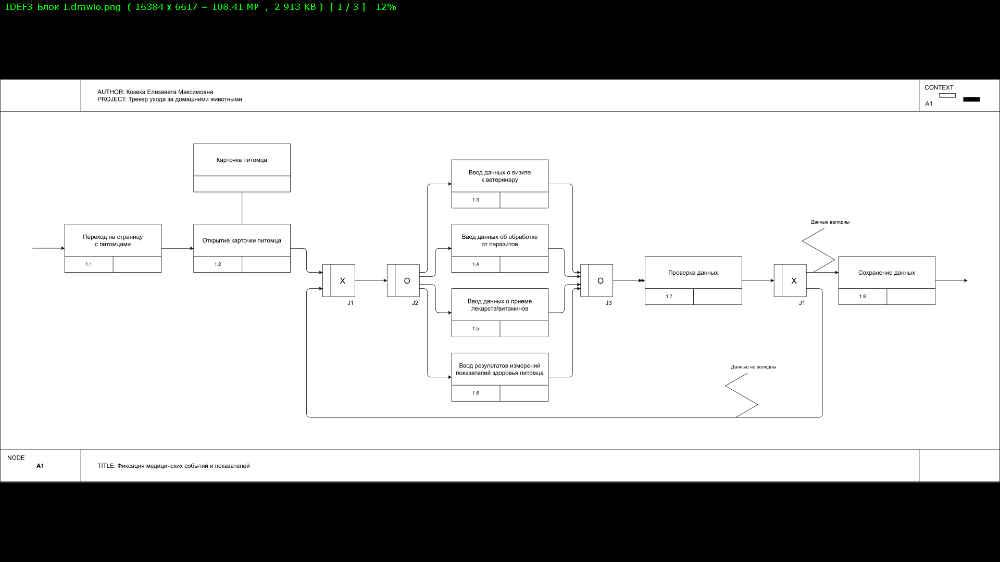 IDEF3-Блок 1.drawio.png ( 16384 x 6617 = 108.41 MP , 2 913 KB ) [ 1 / 3 ] 12%
AUTHOR: Козека Елизавета Максимовна
PROJECT: Трекер ухода за домашними животными
CONTEXT
A1
Карточка питомца
Переход на страницу
с питомцами
1.1
Открытие карточки питомца
1.2
X
J1
O
J2
Ввод данных о визите
к ветеринару
1.3
Ввод данных об обработке
от паразитов
1.4
Ввод данных о приеме
лекарств/витаминов
1.5
Ввод результатов измерений
показателей здоровья питомца
1.6
O
J3
Проверка данных
1.7
X
J1
Данные валидны
Сохранение данных
1.8
Данные не валидны
NODE
A1
TITLE: Фиксация медицинских событий и показателей